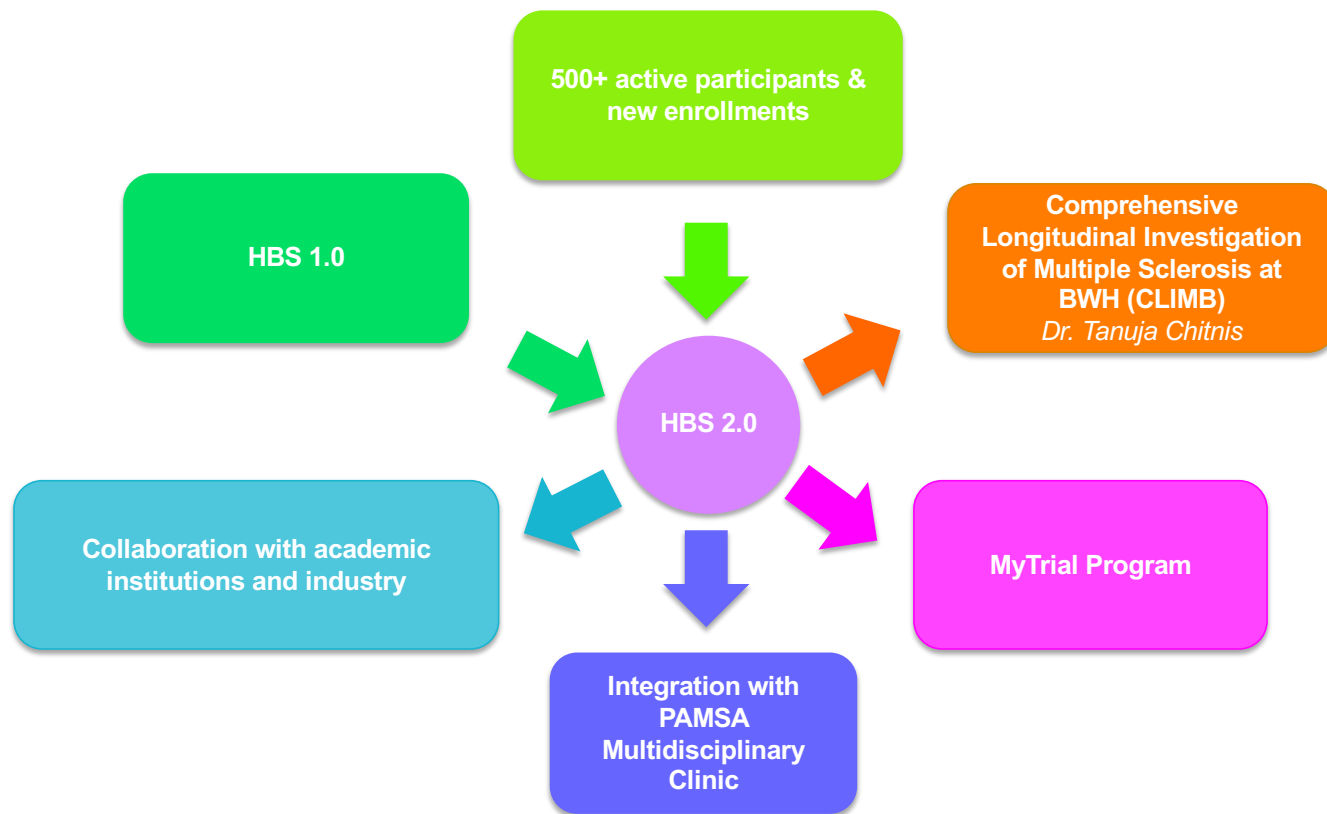 500+ active participants &
new enrollments
HBS 1.0
Comprehensive
Longitudinal Investigation
of Multiple Sclerosis at
BWH (CLIMB)
Dr. Tanuja Chitnis
HBS 2.0
Collaboration with academic
institutions and industry
MyTrial Program
Integration with
PAMSA
Multidisciplinary
Clinic